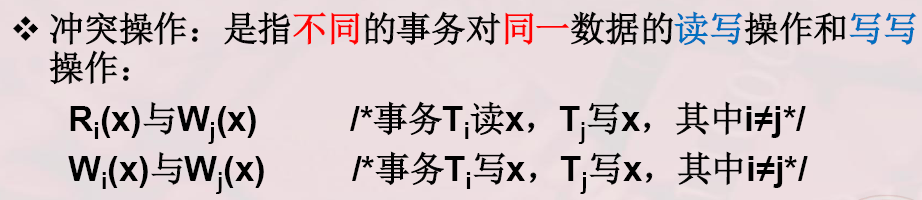 ❖ 冲突操作：是指不同的事务对同一数据的读写操作和写写
操作：
Ri(x)与Wj(x) /*事务Ti读x，Tj写x，其中i≠j*/
Wi(x)与Wj(x) /*事务Ti写x，Tj写x，其中i≠j*/